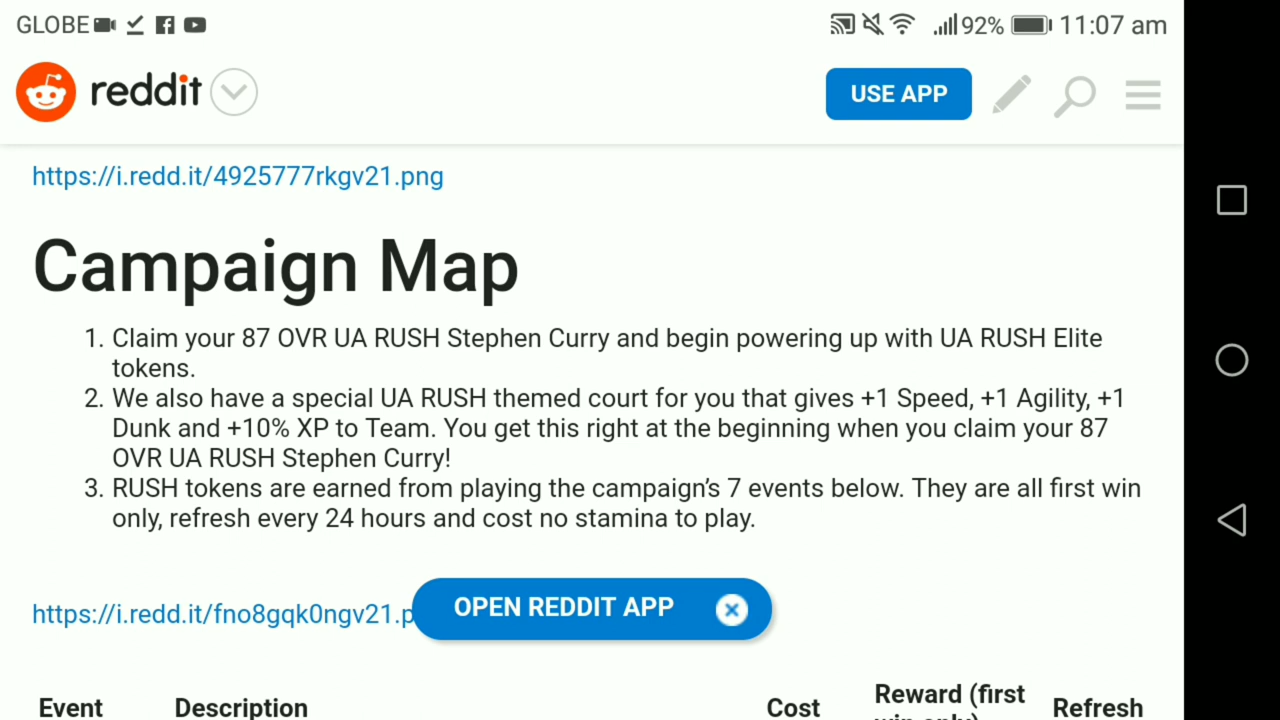 GLOBE 92% 11:07 am
reddit USE APP
https://i.redd.it/4925777rkgv21.png
Campaign Map
1. Claim your 87 OVR UA RUSH Stephen Curry and begin powering up with UA RUSH Elite
tokens.
2. We also have a special UA RUSH themed court for you that gives +1 Speed, +1 Agility, +1
Dunk and +10% XP to Team. You get this right at the beginning when you claim your 87
OVR UA RUSH Stephen Curry!
3. RUSH tokens are earned from playing the campaign's 7 events below. They are all first win
only, refresh every 24 hours and cost no stamina to play.
https://i.redd.it/fno8gqk0ngv21.p OPEN REDDIT APP
Event Description Cost Reward (first Refresh